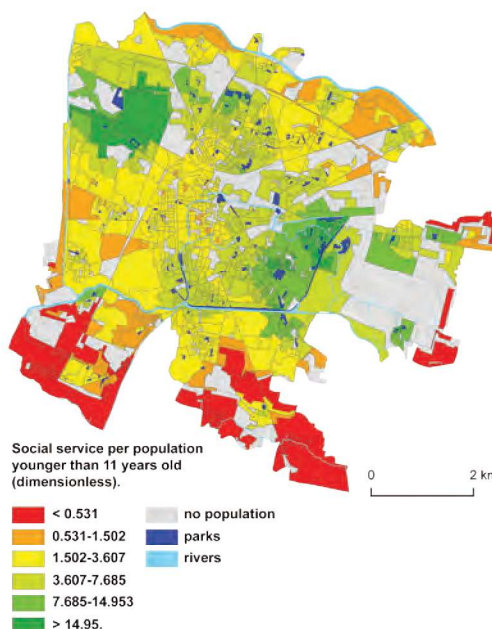 Social service per population
younger than 11 years old
(dimensionless).
< 0.531
0.531-1.502
1.502-3.607
3.607-7.685
7.685-14.953
> 14.95.
no population
parks
rivers
0 2 km